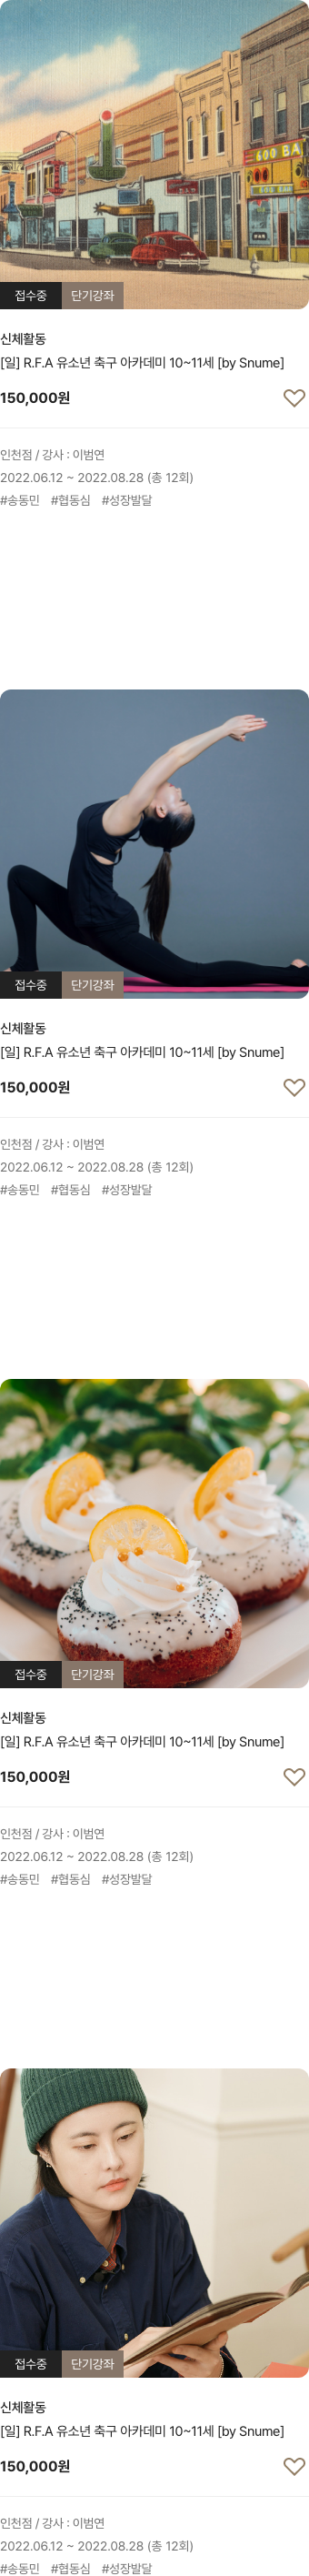 600 BA
600 BA
접수중 단기강좌
신체활동
[일] R.F.A 유소년 축구 아카데미 10~11세 [by Snume]
150,000원
인천점 / 강사 : 이범연
2022.06.12 ~ 2022.08.28 (총 12회)
#송동민 #협동심 #성장발달
접수중 단기강좌
신체활동
[일] R.F.A 유소년 축구 아카데미 10~11세 [by Snume]
150,000원
인천점 / 강사 : 이범연
2022.06.12 ~ 2022.08.28 (총 12회)
#송동민 #협동심 #성장발달
접수중 단기강좌
신체활동
[일] R.F.A 유소년 축구 아카데미 10~11세 [by Snume]
150,000원
인천점 / 강사 : 이범연
2022.06.12 ~ 2022.08.28 (총 12회)
#송동민 #협동심 #성장발달
접수중 단기강좌
신체활동
[일] R.F.A 유소년 축구 아카데미 10~11세 [by Snume]
150,000원
인천점 / 강사 : 이범연
2022.06.12 ~ 2022.08.28 (총 12회)
#송동민 #협동심 #성장발달